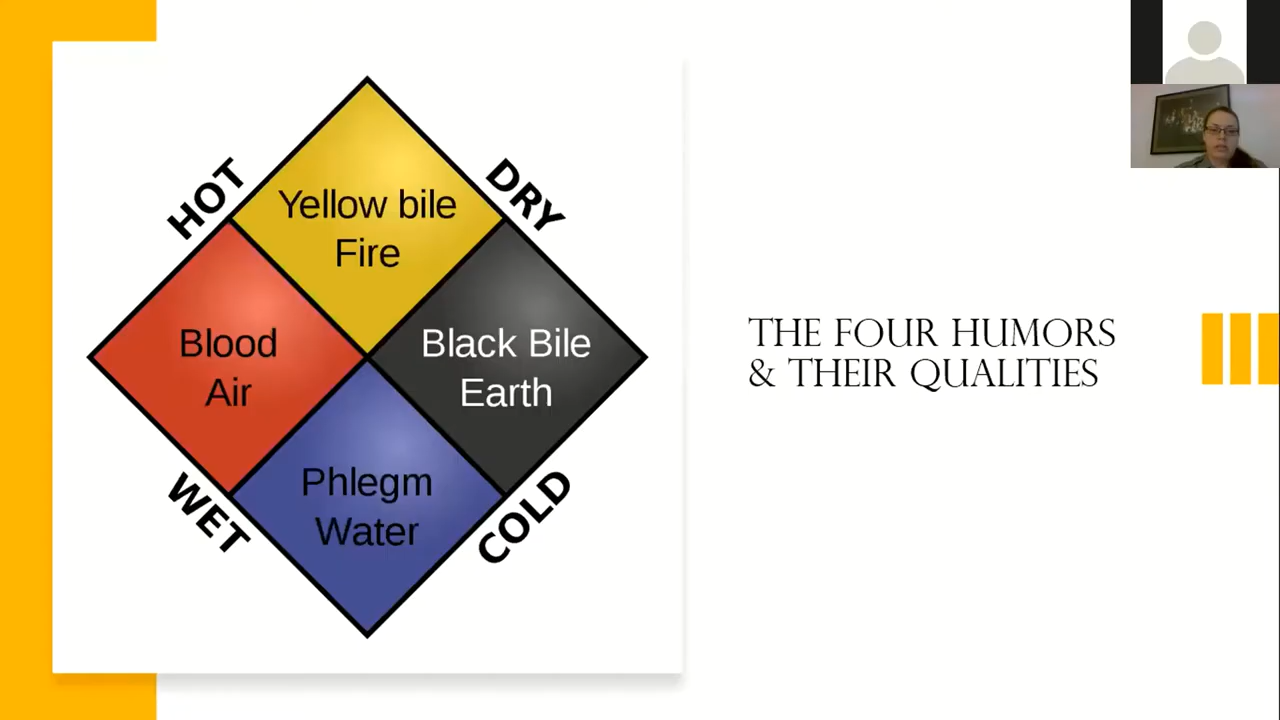 HOT
DRY
Yellow bile
Fire
Blood
Air
Black Bile
Earth
Phlegm
Water
WET
COLD
THE FOUR HUMORS
& THEIR QUALITIES